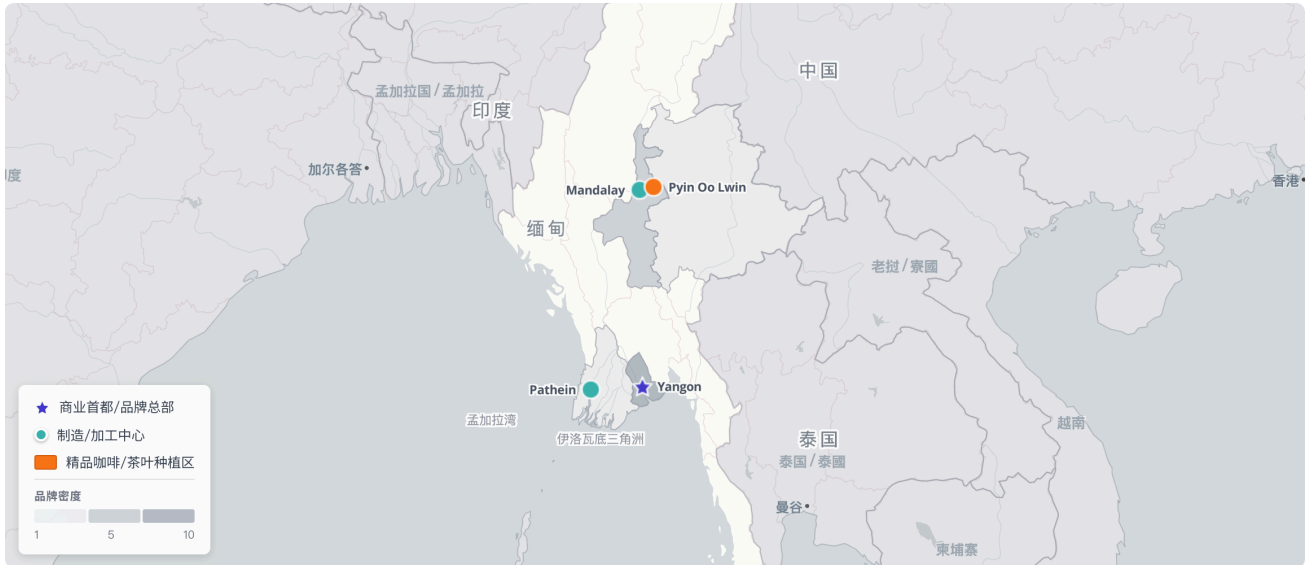 中国
孟加拉国/孟加拉
印度
加尔各答
度
香港
Mandalay
Pyin Oo Lwin
缅甸
老挝/寮國
Pathein
Yangon
孟加拉湾
伊洛瓦底三角洲
越南
泰国
泰国/泰國
曼谷
柬埔寨
商业首都/品牌总部
制造/加工中心
精品咖啡/茶叶种植区
品牌密度
1 5 10